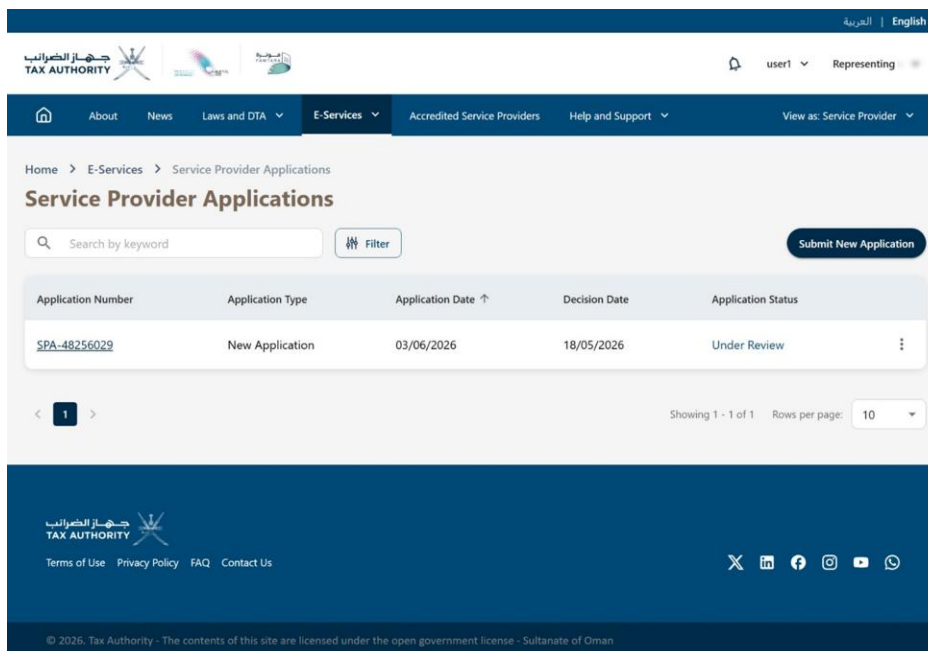 العربية | English
جهاز الضرائب
TAX AUTHORITY
user1
Representing
About
News
Laws and DTA
E-Services
Accredited Service Providers
Help and Support
View as: Service Provider
Home > E-Services > Service Provider Applications
Service Provider Applications
Search by keyword
Filter
Submit New Application
Application Number
Application Type
Application Date ↑
Decision Date
Application Status
SPA-48256029
New Application
03/06/2026
18/05/2026
Under Review
< 1 >
Showing 1 - 1 of 1
Rows per page:
10
جهاز الضرائب
TAX AUTHORITY
Terms of Use
Privacy Policy
FAQ
Contact Us
© 2026. Tax Authority - The contents of this site are licensed under the open government license - Sultanate of Oman